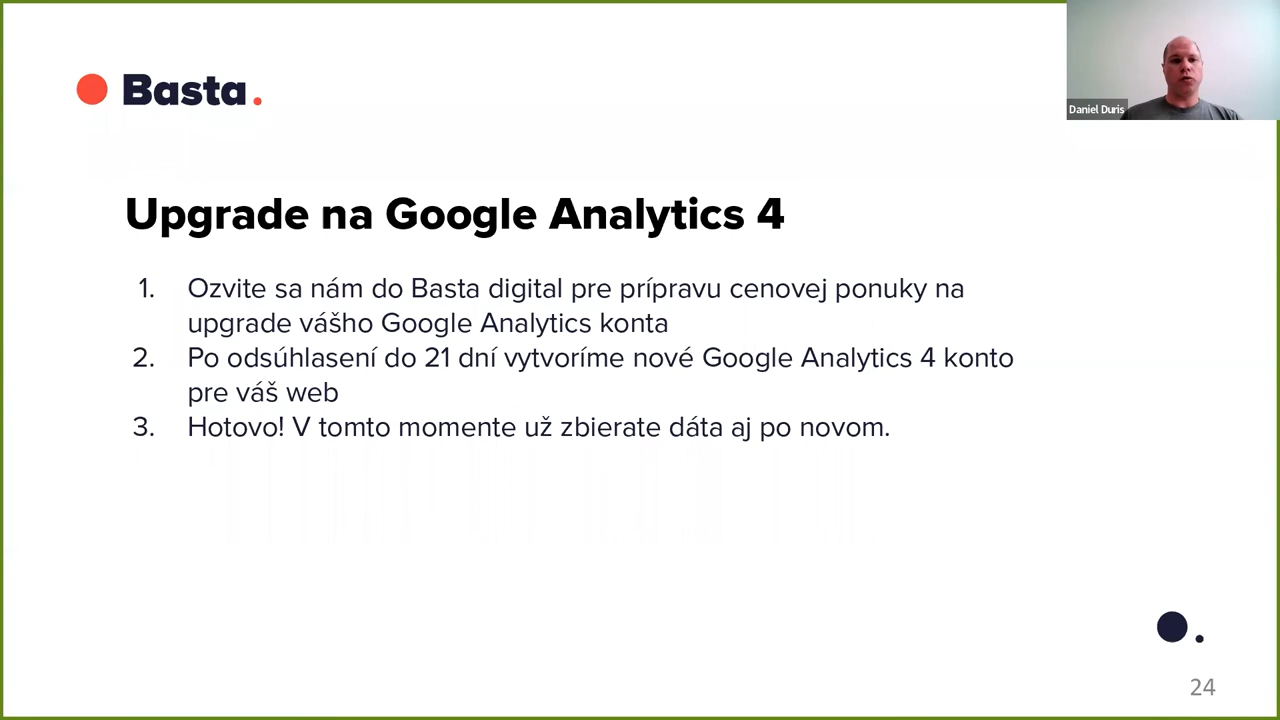 Basta.
Daniel Duris
Upgrade na Google Analytics 4
1. Ozvite sa nám do Basta digital pre prípravu cenovej ponuky na
upgrade vášho Google Analytics konta
2. Po odsúhlasení do 21 dní vytvoríme nové Google Analytics 4 konto
pre váš web
3. Hotovo! V tomto momente už zbierate dáta aj po novom.
24